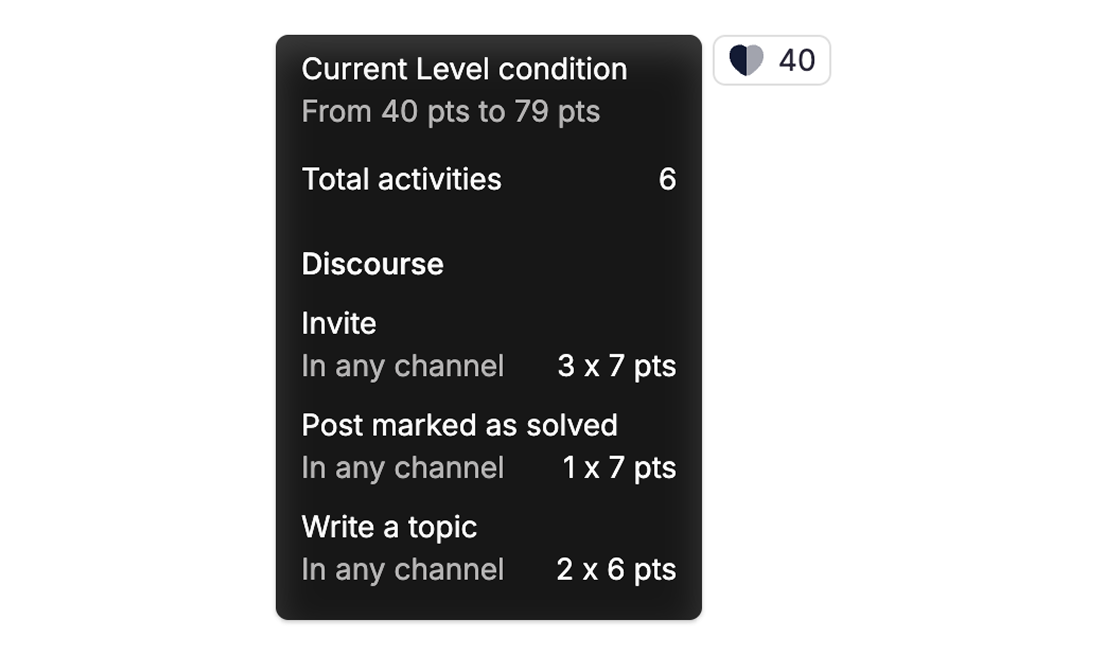 Current Level condition
40
From 40 pts to 79 pts
Total activities 6
Discourse
Invite
In any channel 3 x 7 pts
Post marked as solved
In any channel 1 x 7 pts
Write a topic
In any channel 2 x 6 pts